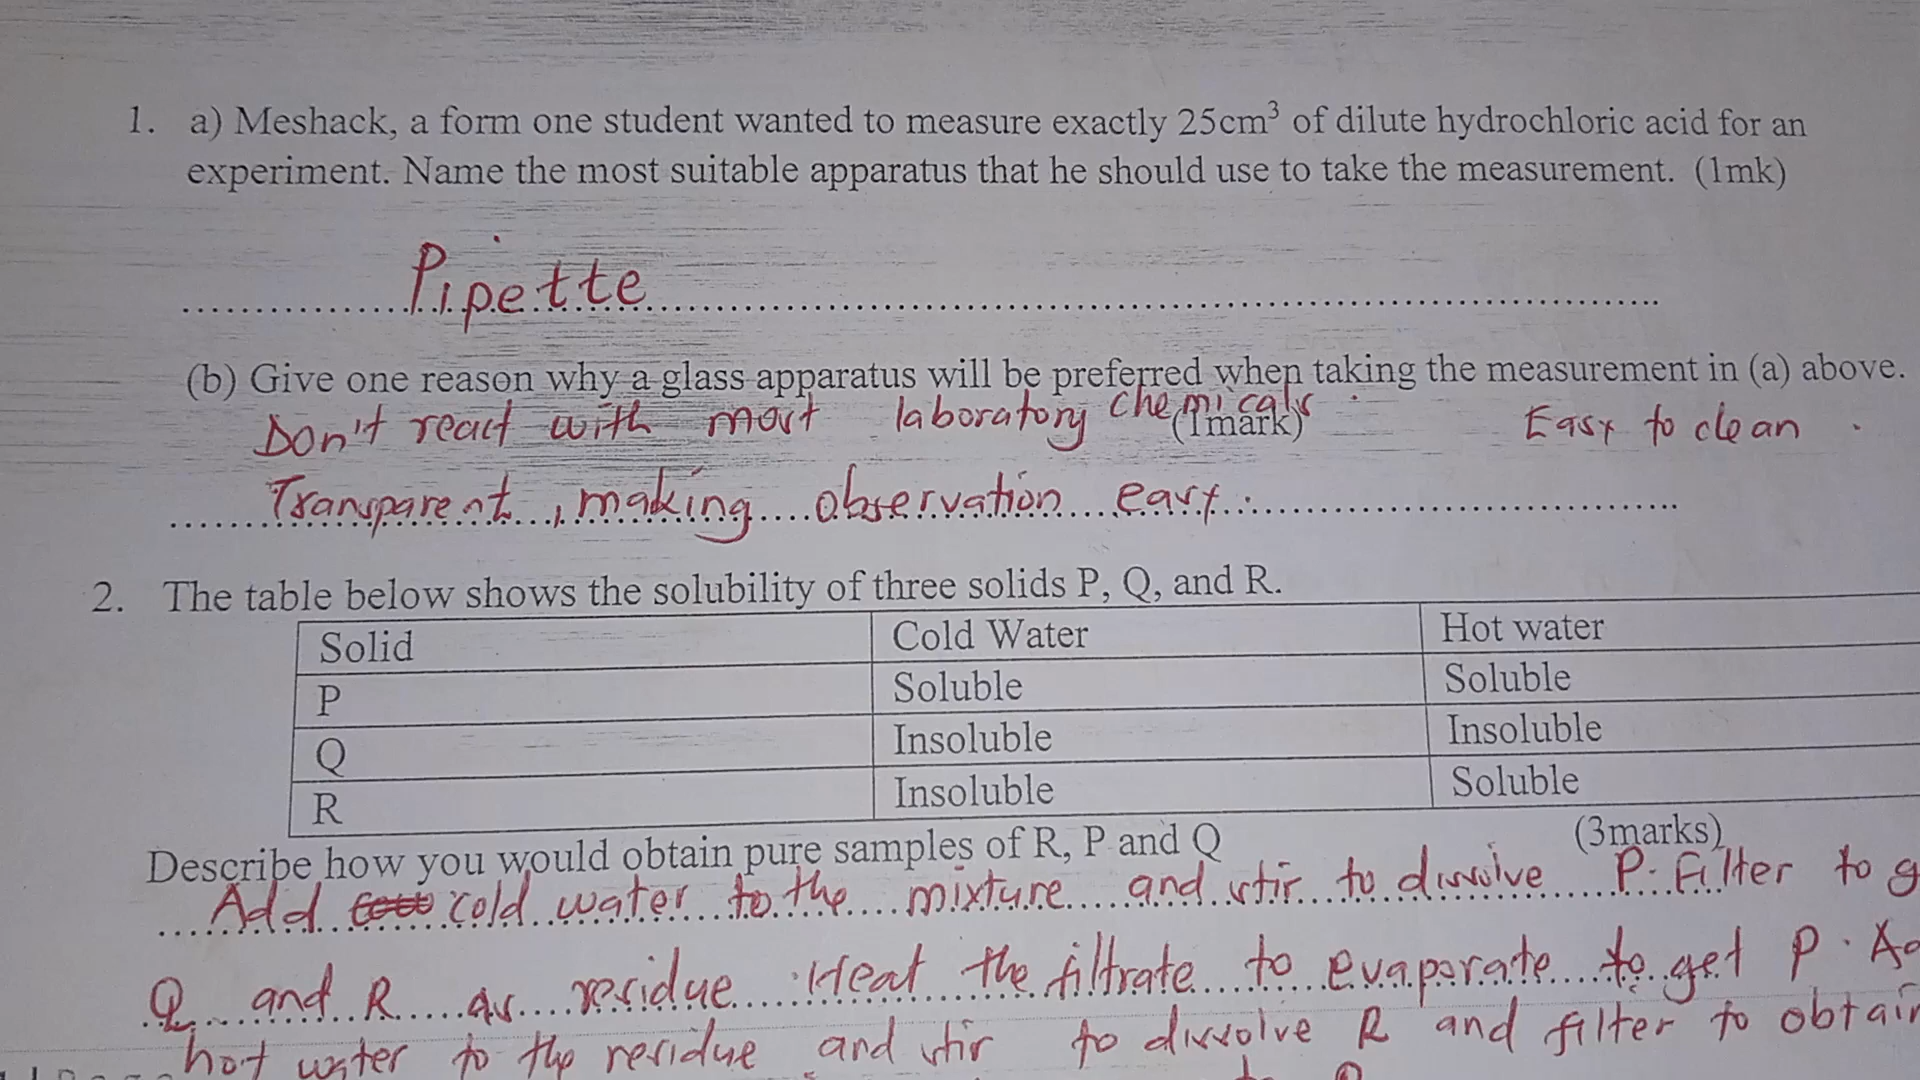 1. a) Meshack, a form one student wanted to measure exactly 25cm³ of dilute hydrochloric acid for an
experiment. Name the most suitable apparatus that he should use to take the measurement. (1mk)
Pipette
(b) Give one reason why a glass apparatus will be preferred when taking the measurement in (a) above.
(1mark)
Don't react with most laboratory chemicals. Easy to clean.
Transparent, making observation easy.
2. The table below shows the solubility of three solids P, Q, and R.
Solid Cold Water Hot water
P Soluble Soluble
Q Insoluble Insoluble
R Insoluble Soluble
Describe how you would obtain pure samples of R, P and Q (3marks)
Add cold water to the mixture and stir to dissolve P. Filter to
Q and R as residue. Heat the filtrate to evaporate to get P.
hot water to the residue and stir to dissolve R and filter to